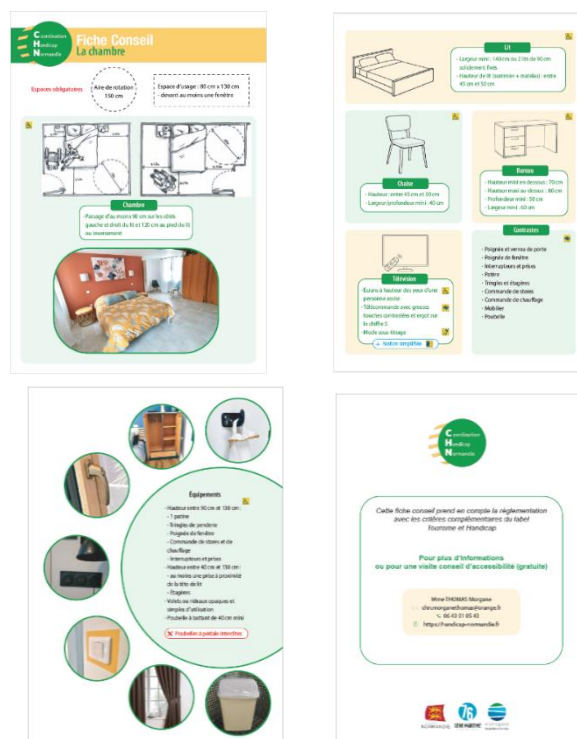 Coordination
Handicap
Normandie
Fiche Conseil
La chambre
Espaces obligatoires
Aire de rotation
150 cm
Espace d'usage : 80 cm x 130 cm
- devant au moins une fenêtre
Chambre
-Passage d'au moins 90 cm sur les côtés
gauche et droit du lit et 120 cm au pied du lit
ou inversement
Lit
- Largeur mini : 140 cm ou 2 lits de 90 cm
solidement fixés
- Hauteur de lit (sommier + matelas) : entre
45 cm et 50 cm
Chaise
- Hauteur : entre 45 cm et 50 cm
- Largeur/profondeur mini : 40 cm
Bureau
- Hauteur mini en dessous : 70 cm
- Hauteur maxi au dessus : 80 cm
- Profondeur mini : 50 cm
- Largeur mini : 60 cm
Télévision
-Écrans à hauteur des yeux d'une
personne assise
-Télécommande avec grosses
touches contrastées et ergot sur
le chiffre 5
-Mode sous-titrage
+ Notice simplifiée
Contrastes
- Poignée et verrou de porte
- Poignée de fenêtre
- Interrupteurs et prises
- Patère
- Tringles et étagères
- Commande de stores
- Commande de chauffage
- Mobilier
- Poubelle
Équipements
-Hauteur entre 90 cm et 130 cm :
- 1 patère
- Tringles de penderie
- Poignée de fenêtre
- Commande de stores et de
chauffage
- Interrupteurs et prises
-Hauteur entre 40 cm et 130 cm :
- au moins une prise à proximité
de la tête de lit
- Étagères
-Volets ou rideaux opaques et
simples d'utilisation
-Poubelle à battant de 40 cm mini
X Poubelles à pédale interdites
Coordination
Handicap
Normandie
Cette fiche conseil prend en compte la réglementation
avec les critères complémentaires du label
Tourisme et Handicap
Pour plus d'informations
ou pour une visite conseil d'accessibilité (gratuite)
Mme THOMAS Morgane
chn.morganethomas@orange.fr
06 43 01 05 43
https://handicap-normandie.fr
NORMANDIE
76
SEINE-MARITIME